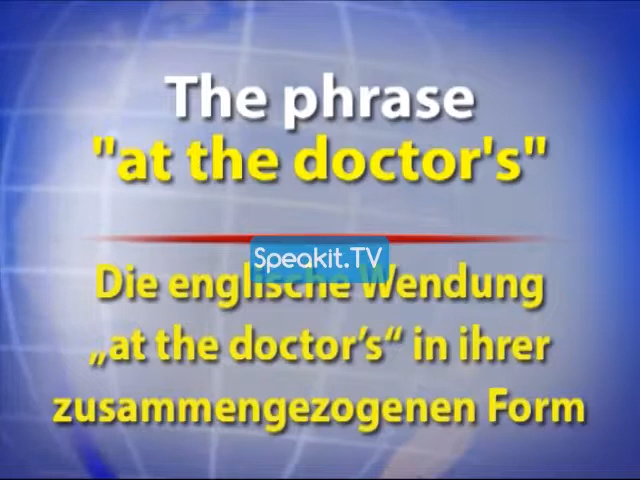 The phrase
"at the doctor's"
Speakit.TV
Die englische Wendung
„at the doctor’s“ in ihrer
zusammengezogenen Form